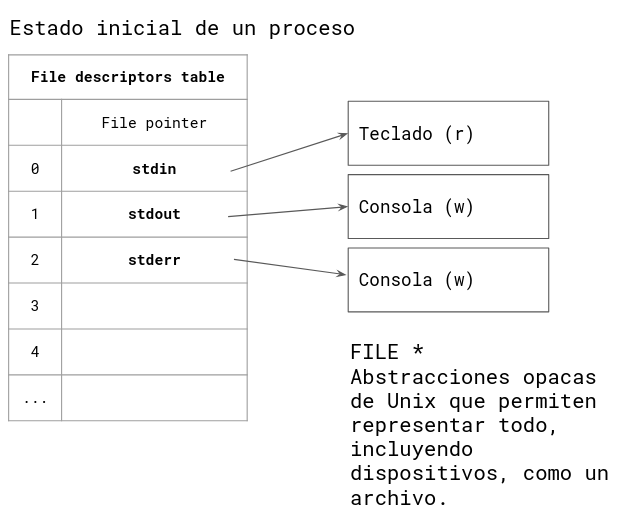 Estado inicial de un proceso
File descriptors table
File pointer
0 stdin
1 stdout
2 stderr
3
4
...
Teclado (r)
Consola (w)
Consola (w)
FILE *
Abstracciones opacas
de Unix que permiten
representar todo,
incluyendo
dispositivos, como un
archivo.